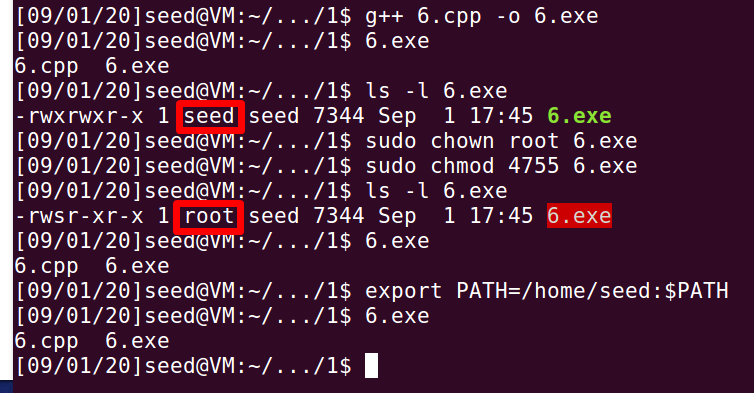 [09/01/20]seed@VM:~/.../1$ g++ 6.cpp -o 6.exe
[09/01/20]seed@VM:~/.../1$ 6.exe
6.cpp  6.exe
[09/01/20]seed@VM:~/.../1$ ls -l 6.exe
-rwxrwxr-x 1 seed seed 7344 Sep  1 17:45 6.exe
[09/01/20]seed@VM:~/.../1$ sudo chown root 6.exe
[09/01/20]seed@VM:~/.../1$ sudo chmod 4755 6.exe
[09/01/20]seed@VM:~/.../1$ ls -l 6.exe
-rwsr-xr-x 1 root seed 7344 Sep  1 17:45 6.exe
[09/01/20]seed@VM:~/.../1$ 6.exe
6.cpp  6.exe
[09/01/20]seed@VM:~/.../1$ export PATH=/home/seed:$PATH
[09/01/20]seed@VM:~/.../1$ 6.exe
6.cpp  6.exe
[09/01/20]seed@VM:~/.../1$